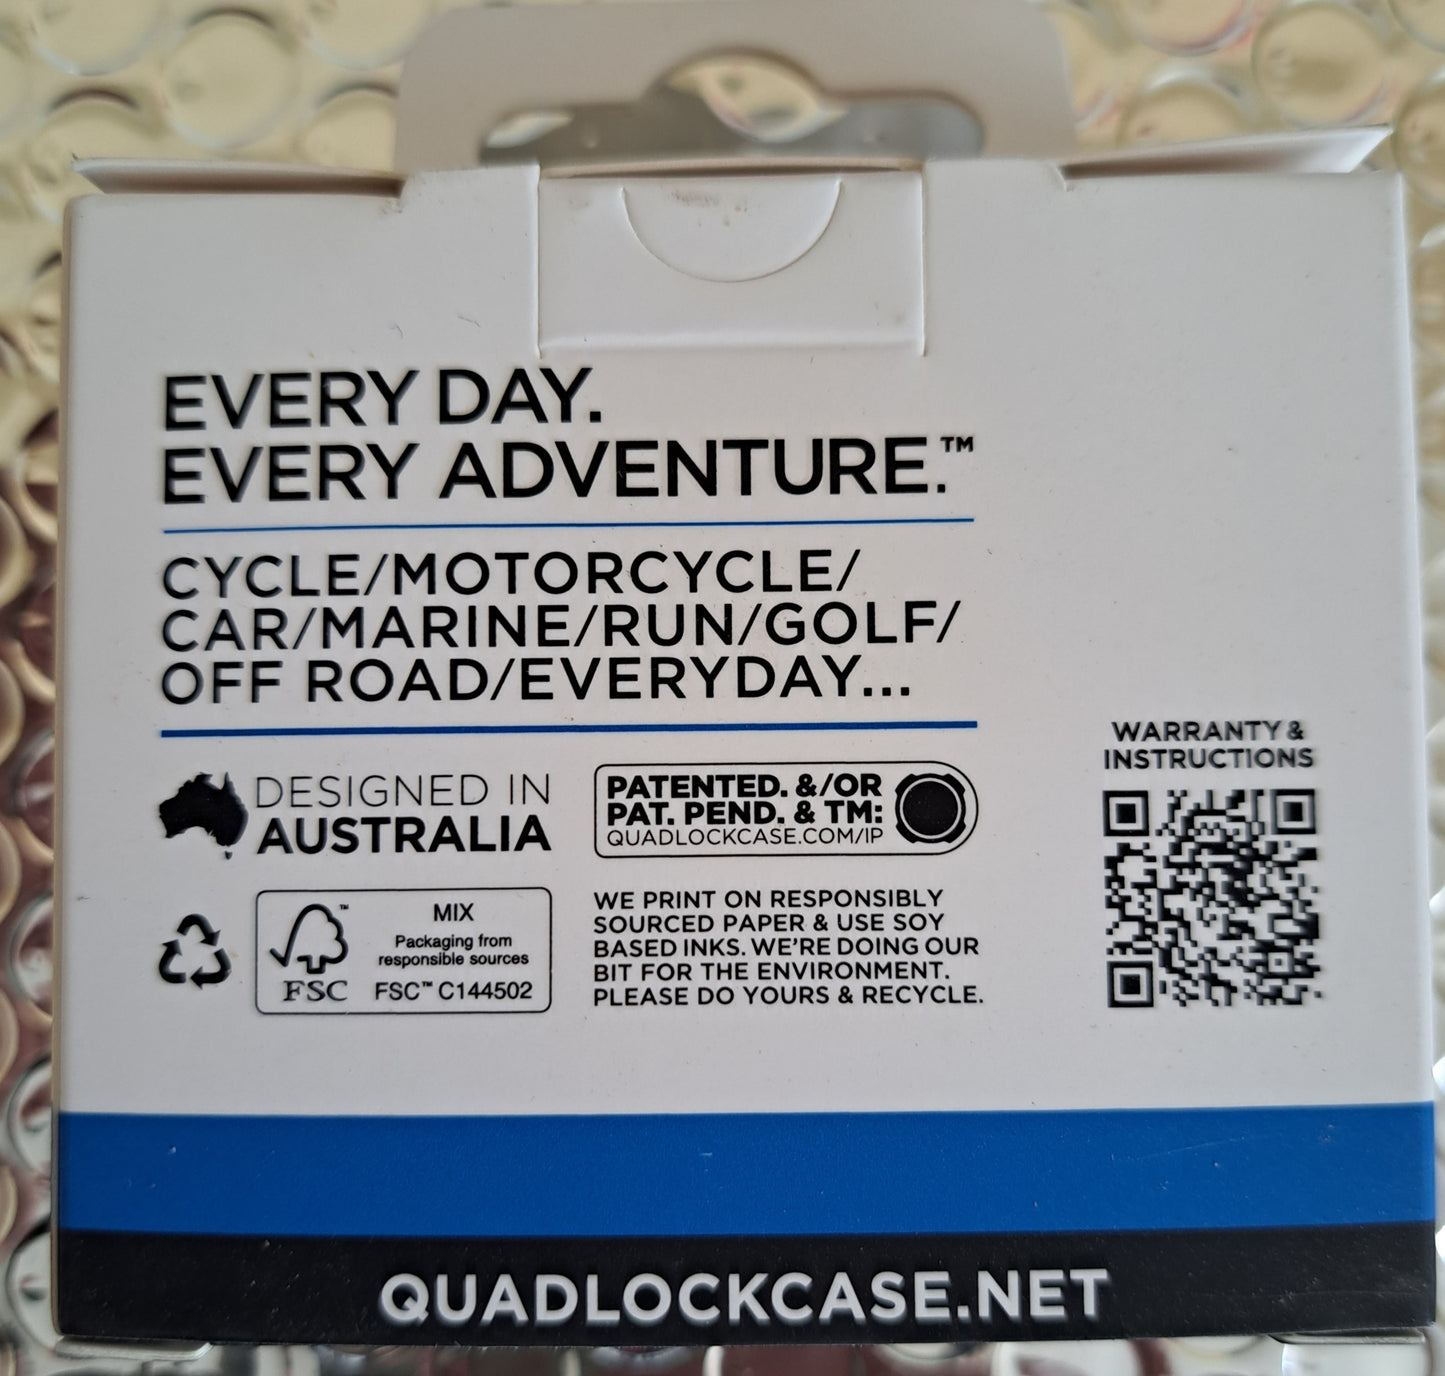 EVERY DAY.
EVERY ADVENTURE.™
CYCLE/MOTORCYCLE/
CAR/MARINE/RUN/GOLF/
OFF ROAD/EVERYDAY...
DESIGNED IN
AUSTRALIA
PATENTED. &/OR
PAT. PEND. & TM:
QUADLOCKCASE.COM/IP
WARRANTY &
INSTRUCTIONS
FSC
™
MIX
Packaging from
responsible sources
FSC™ C144502
WE PRINT ON RESPONSIBLY
SOURCED PAPER & USE SOY
BASED INKS. WE'RE DOING OUR
BIT FOR THE ENVIRONMENT.
PLEASE DO YOURS & RECYCLE.
QUADLOCKCASE.NET